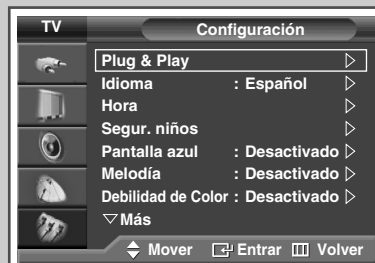 TV Configuración
Plug & Play
Idioma : Español
Hora
Segur. niños
Pantalla azul : Desactivado
Melodía : Desactivado
Debilidad de Color : Desactivado
Más
Mover Entrar Volver